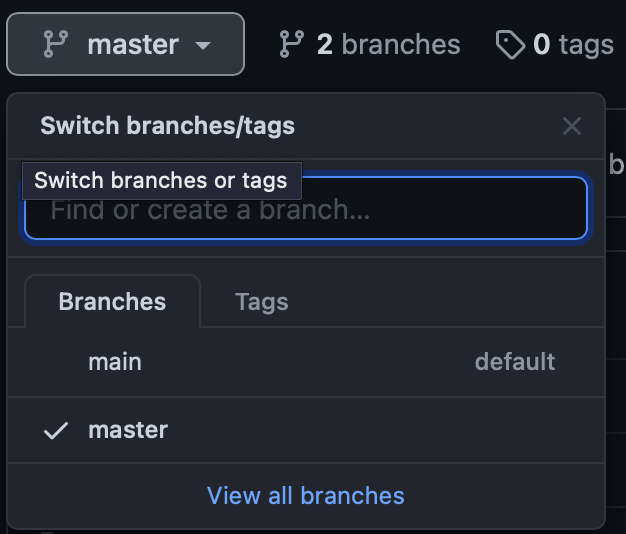 master 2 branches 0 tags
Switch branches/tags
b
Switch branches or tags
Find or create a branch...
Branches Tags
main default
master
View all branches